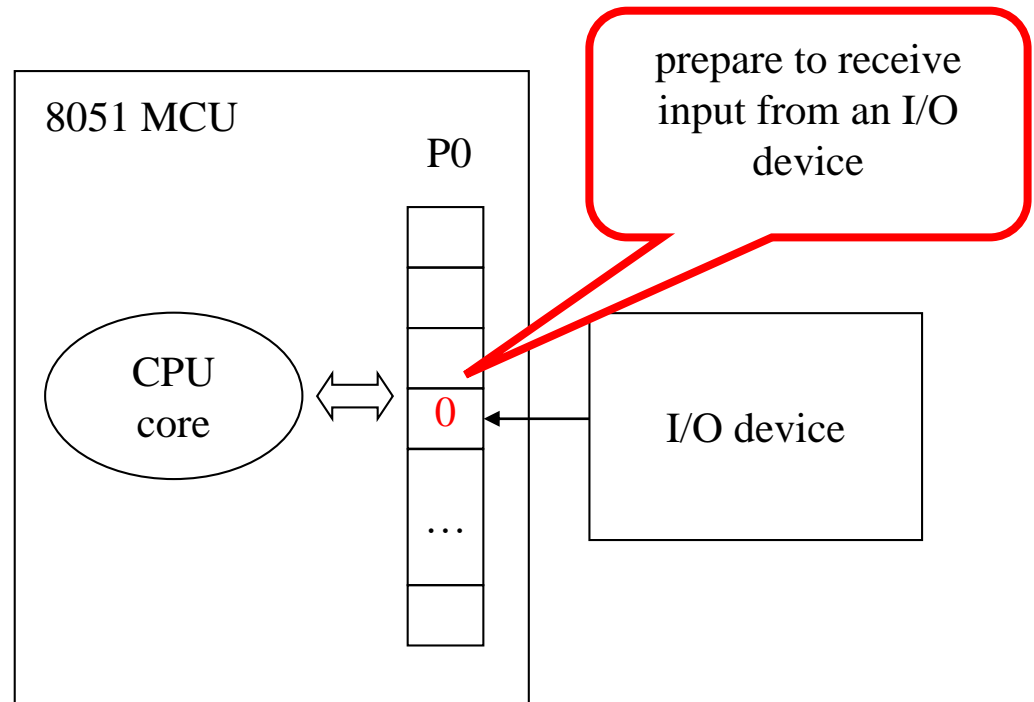 prepare to receive
input from an I/O
device
8051 MCU
P0
CPU
core
0
I/O device
…